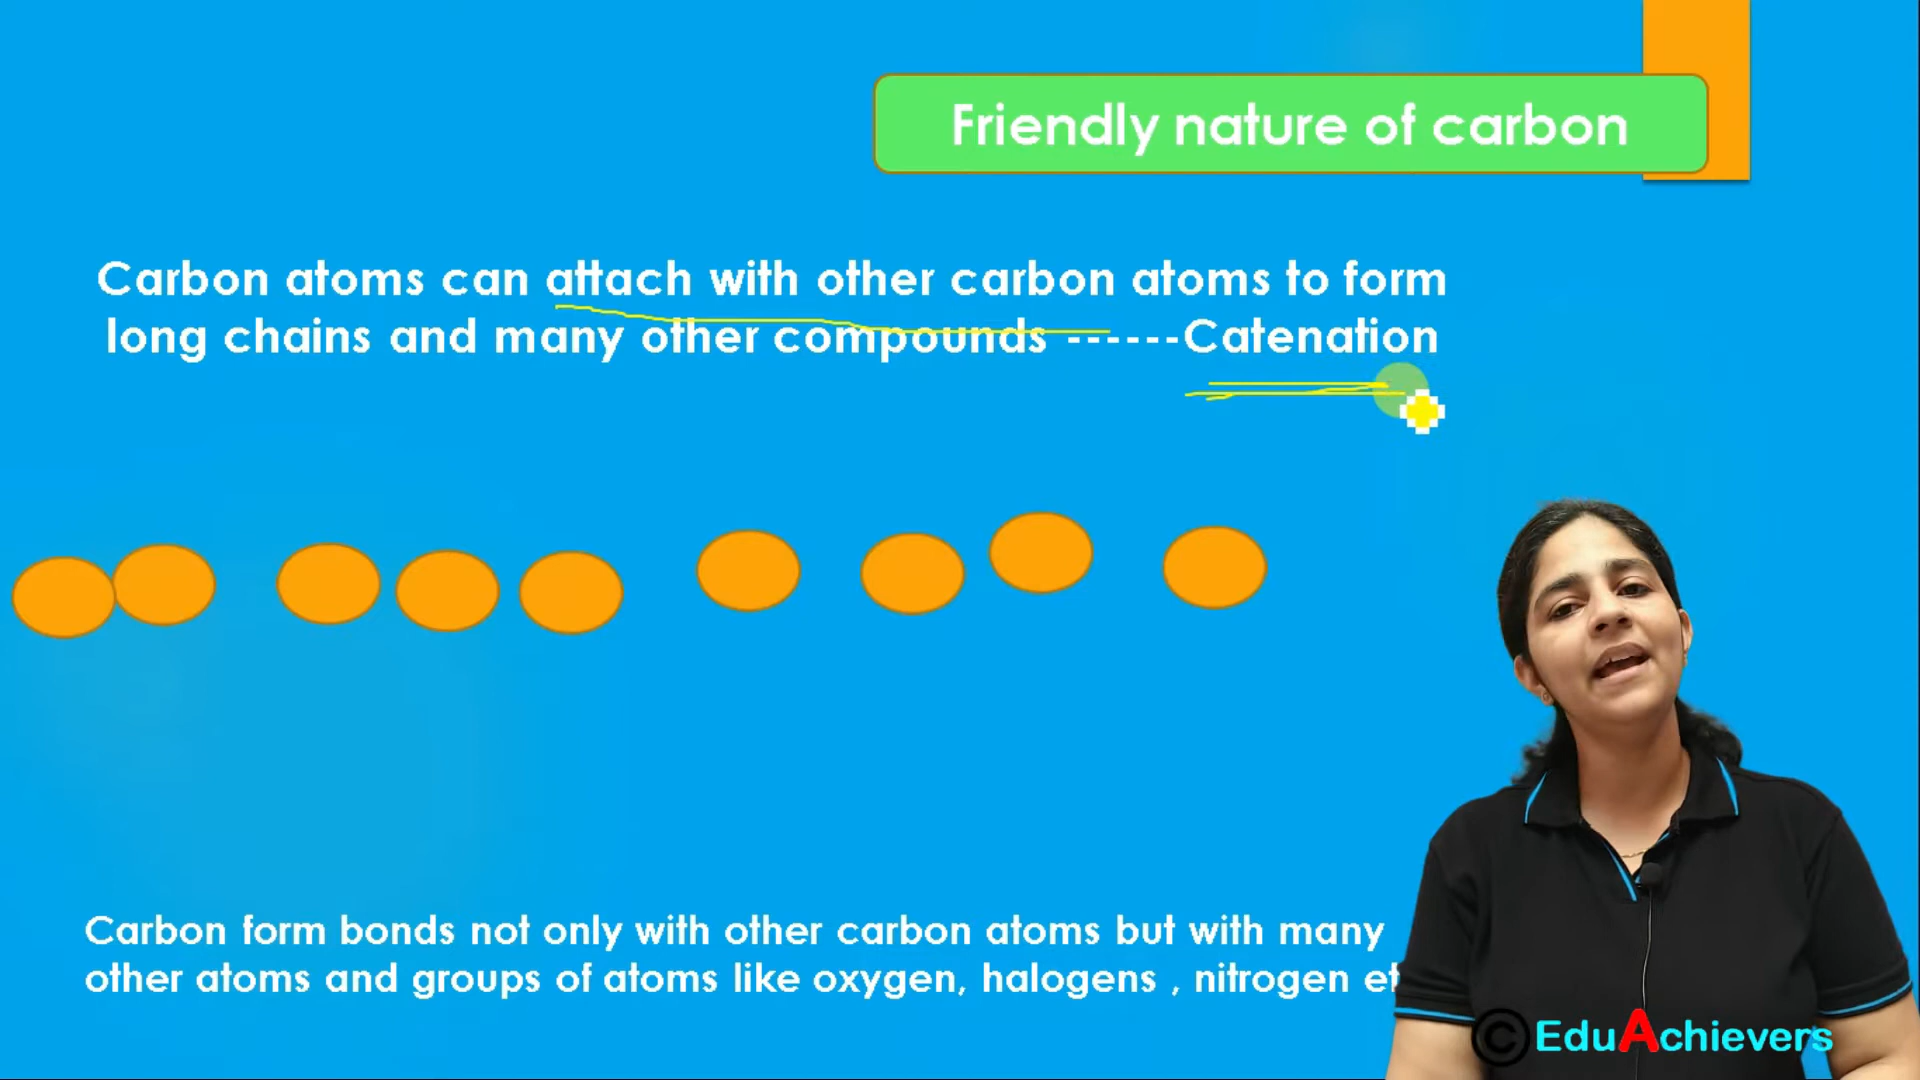 Friendly nature of carbon
Carbon atoms can attach with other carbon atoms to form
long chains and many other compounds ------Catenation
Carbon form bonds not only with other carbon atoms but with many
other atoms and groups of atoms like oxygen, halogens , nitrogen et
© EduAchievers